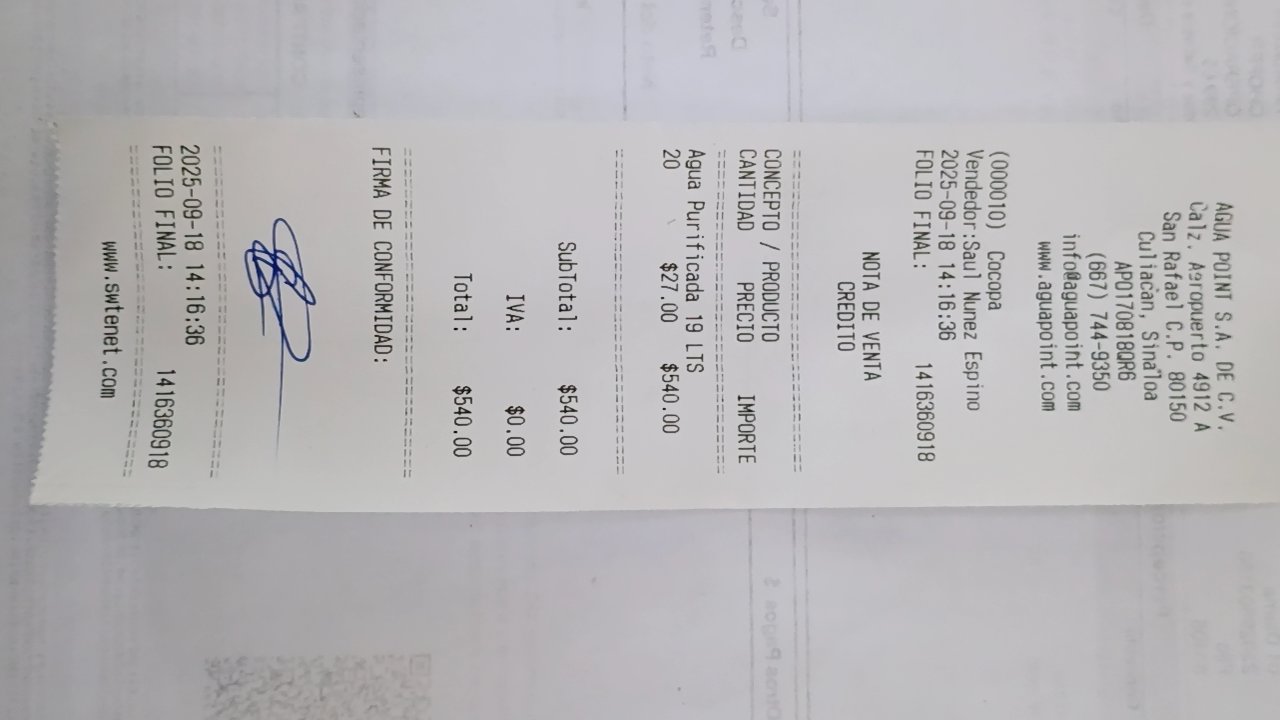 AGUA POINT S.A. DE C.V.
Calz. Aeropuerto 4912 A
San Rafael C.P. 80150
Culiacàn, Sinaloa
APO170818QR6
(667) 744-9350
info@aguapoint.com
www.aguapoint.com
(000010) Cocopa
Vendedor:Saul Nunez Espino
2025-09-18 14:16:36
FOLIO FINAL: 1416360918
NOTA DE VENTA
CREDITO
CONCEPTO / PRODUCTO
CANTIDAD PRECIO IMPORTE
Agua Purificada 19 LTS
20 $27.00 $540.00
SubTotal: $540.00
IVA: $0.00
Total: $540.00
FIRMA DE CONFORMIDAD:
2025-09-18 14:16:36
FOLIO FINAL: 1416360918
www.swtenet.com